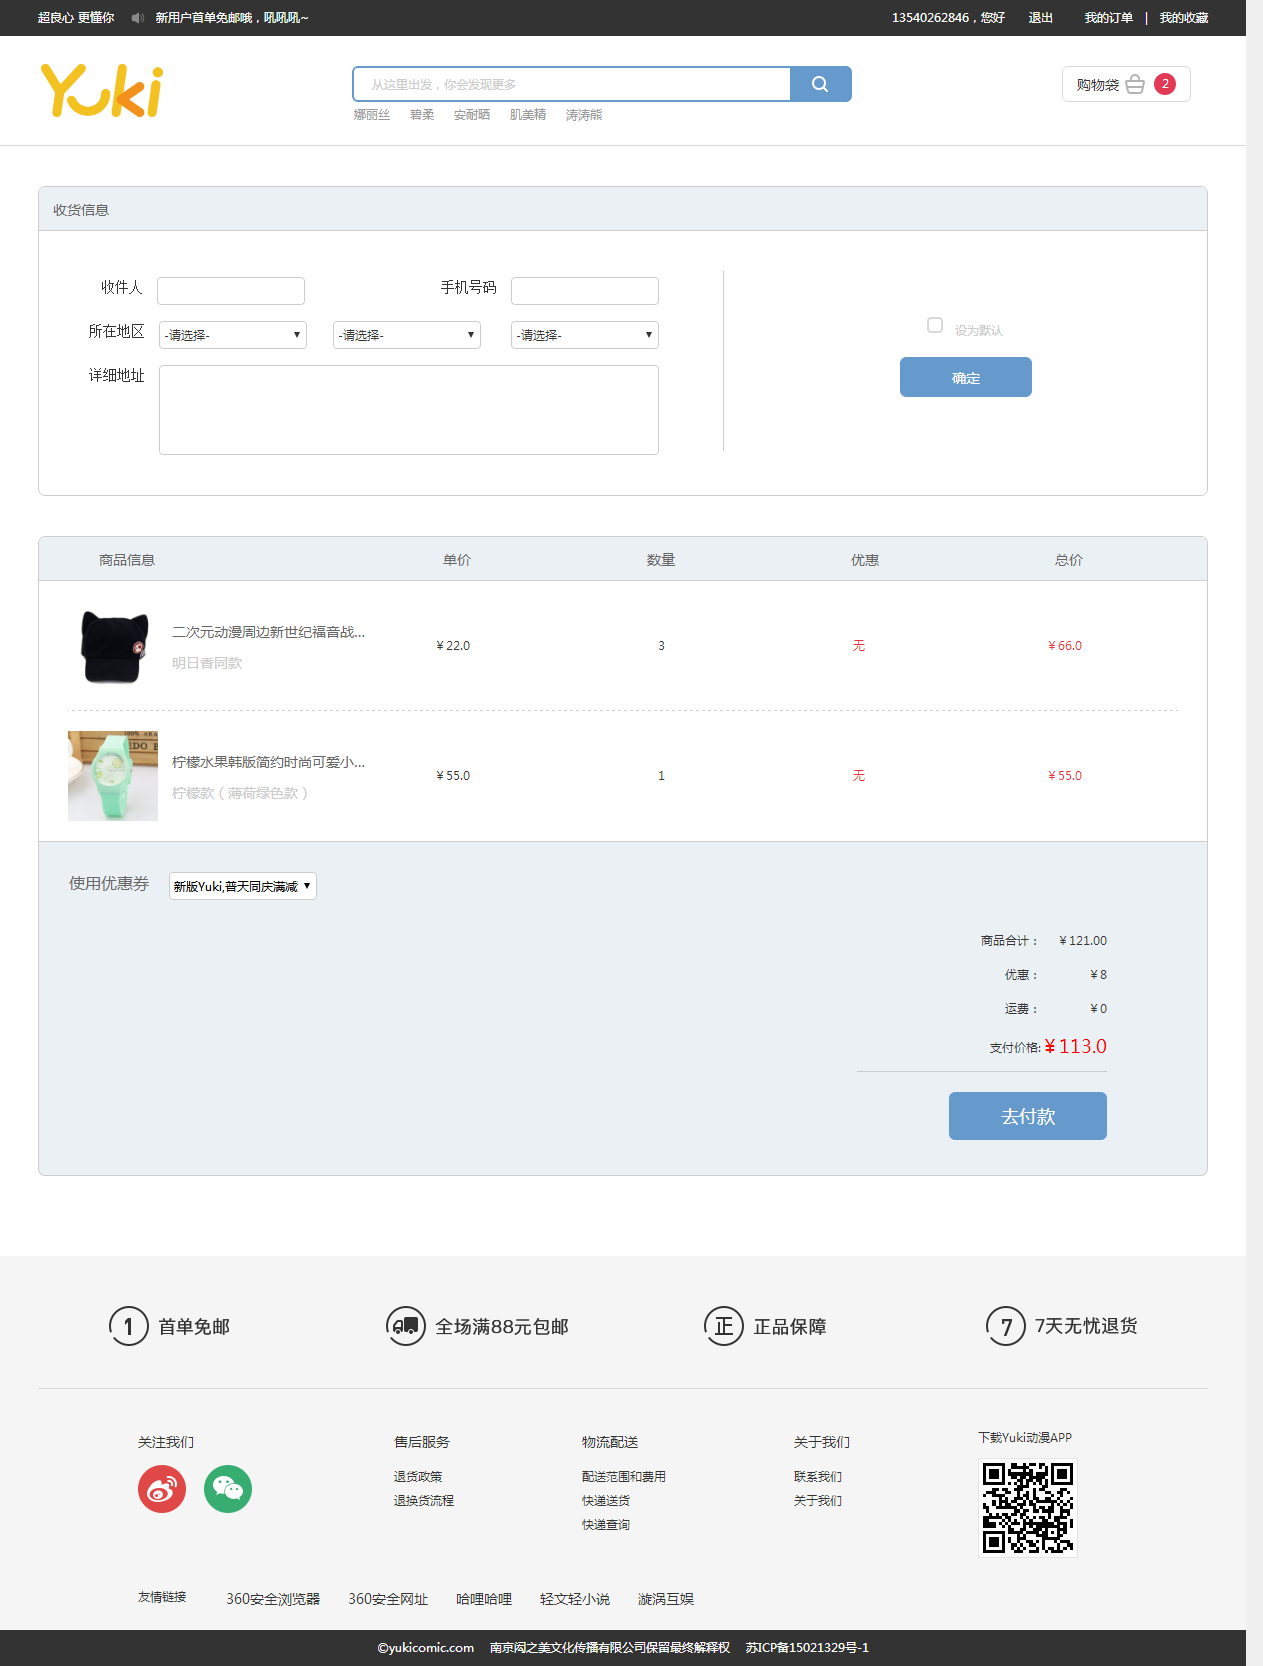 超良心 更懂你 新用户首单免邮哦，吼吼吼~ 13540262846，您好 退出 我的订单 | 我的收藏
Yuki 从这里出发，你会发现更多 购物袋 2
娜丽丝 碧柔 安耐晒 肌美精 涛涛熊
收货信息
收件人 手机号码
所在地区 -请选择- -请选择- -请选择-
设为默认
详细地址
确定
商品信息 单价 数量 优惠 总价
二次元动漫周边新世纪福音战...
明日香同款
￥22.0 3 无 ￥66.0
柠檬水果韩版简约时尚可爱小...
柠檬款（薄荷绿色款）
￥55.0 1 无 ￥55.0
使用优惠券 新版Yuki,普天同庆满减
商品合计： ￥121.00
优惠： ￥8
运费： ￥0
支付价格: ￥113.0
去付款
1 首单免邮 全场满88元包邮 正 正品保障 7 7天无忧退货
关注我们 售后服务 物流配送 关于我们 下载Yuki动漫APP
退货政策 配送范围和费用 联系我们
退换货流程 快递送货 关于我们
快递查询
友情链接 360安全浏览器 360安全网址 哈哩哈哩 轻文轻小说 漩涡互娱
©yukicomic.com 南京阅之美文化传播有限公司保留最终解释权 苏ICP备15021329号-1